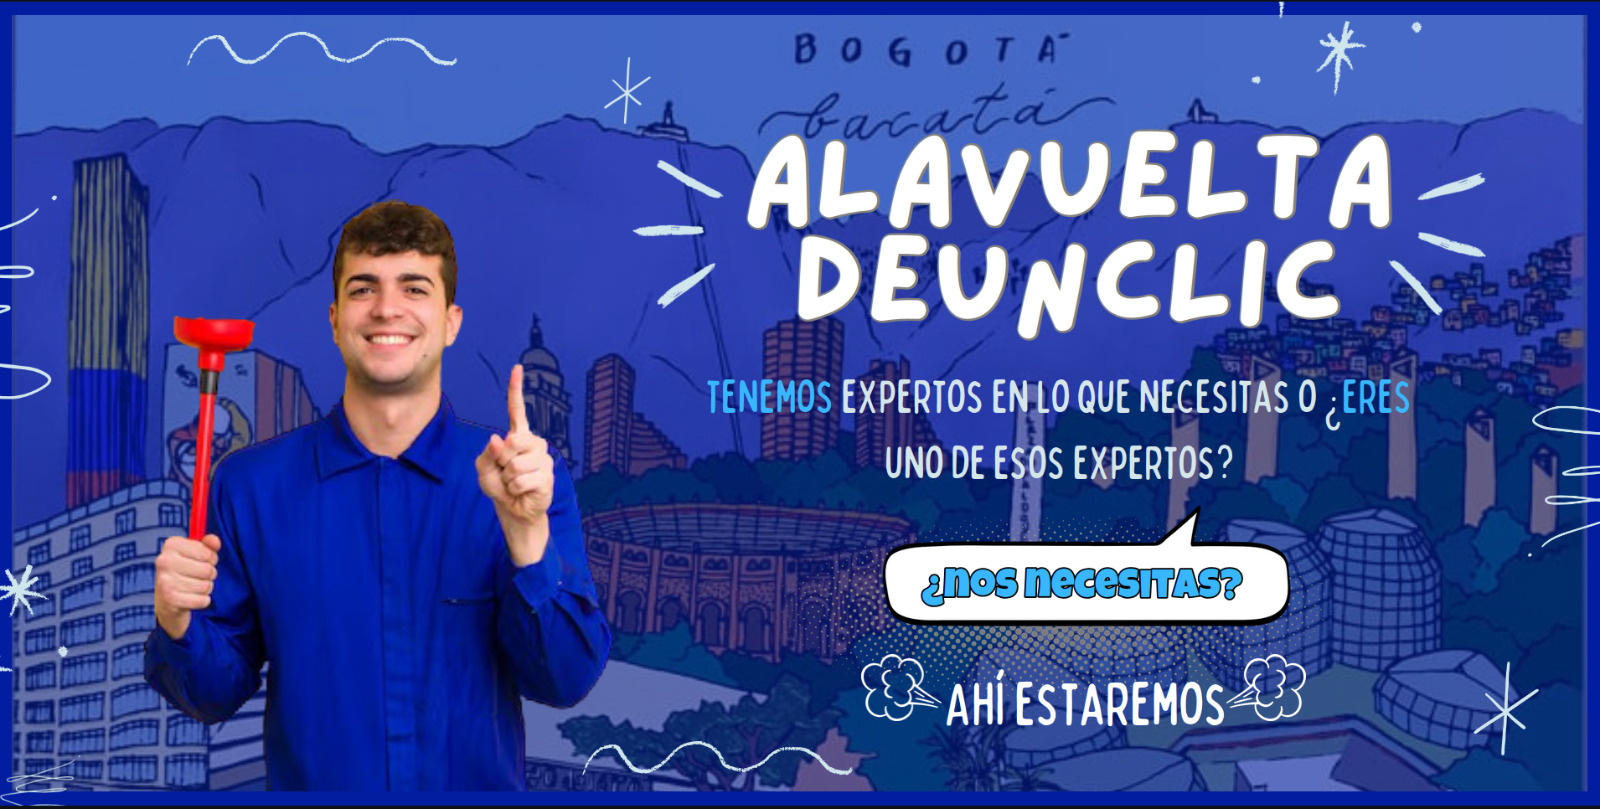 BOGOTÁ
bacatá
ALAVUELTA
DEUNCLIC
TENEMOS EXPERTOS EN LO QUE NECESITAS O ¿ERES
UNO DE ESOS EXPERTOS?
¿nos necesitas?
AHÍ ESTAREMOS